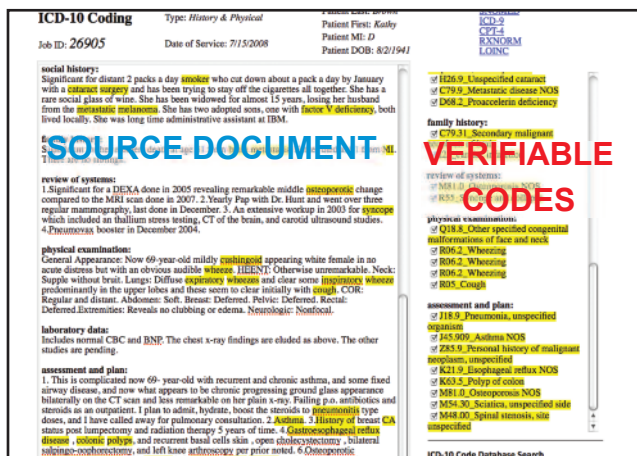 ICD-10 Coding
Type: History & Physical
Patient First: Kathy
ICD-9
CPT-4
Patient MI: D
RXNORM
Job ID: 26905
Date of Service: 7/15/2008
Patient DOB: 8/2/1941
LOINC
social history:
Significant for distant 2 packs a day smoker who cut down about a pack a day by January
with a cataract surgery and has been trying to stay off the cigarettes all together. She has a
rare social glass of wine. She has been widowed for almost 15 years, losing her husband
from the metastatic melanoma. She has two adopted sons, one with factor V deficiency, both
lived locally. She was long time administrative assistant at IBM.
SOURCE DOCUMENT
MI.
review of systems:
1.Significant for a DEXA done in 2005 revealing remarkable middle osteoporotic change
compared to the MRI scan done in 2007. 2.Yearly Pap with Dr. Hunt and went over three
regular mammography, last done in December. 3. An extensive workup in 2003 for syncope
which included an thallium stress testing, CT of the brain, and carotid ultrasound studies.
4.Pneumovax booster in December 2004.
physical examination:
General Appearance: Now 69-year-old mildly cushingoid appearing white female in no
acute distress but with an obvious audible wheeze. HEENT: Otherwise unremarkable. Neck:
Supple without bruit. Lungs: Diffuse expiratory wheezes and clear some inspiratory wheeze
predominantly in the upper lobes and these seem to clear initially with cough. COR:
Regular and distant. Abdomen: Soft. Breast: Deferred. Pelvic: Deferred. Rectal:
Deferred.Extremities: Reveals no clubbing or edema. Neurologic: Nonfocal.
laboratory data:
Includes normal CBC and BNP. The chest x-ray findings are eluded as above. The other
studies are pending.
assessment and plan:
1. This is complicated now 69- year-old with recurrent and chronic asthma, and some fixed
airway disease, and now what appears to be chronic progressing ground glass appearance
bilaterally on the CT scan and less remarkable on her plain x-ray. Failing p.o. antibiotics and
steroids as an outpatient. I plan to admit, hydrate, boost the steroids to pneumonitis type
doses, and I have called away for pulmonary consultation. 2.Asthma. 3.History of breast CA
status post lumpectomy and radiation therapy 5 years of time. 4.Gastroesophageal reflux
disease , colonic polyps, and recurrent basal cells skin , open cholecystectomy , bilateral
salpingo-oophorectomy, and left knee arthroscopy per prior noted. 6.Osteoporotic
H26.9_Unspecified cataract
C79.9_Metastatic disease NOS
D68.2_Proaccelerin deficiency
family history:
C79.31_Secondary malignant
VERIFIABLE
CODES
review of systems:
M81.0_Osteoporosis NOS
physical examination:
Q18.8_Other specified congenital
malformations of face and neck
R06.2_Wheezing
R06.2_Wheezing
R06.2_Wheezing
R05_Cough
assessment and plan:
J18.9_Pneumonia, unspecified
organism
J45.909_Asthma NOS
Z85.9_Personal history of malignant
neoplasm, unspecified
K21.9_Esophageal reflux NOS
K63.5_Polyp of colon
M81.0_Osteoporosis NOS
M54.30_Sciatica, unspecified side
M48.00_Spinal stenosis, site
unspecified
ICD-10 Code Database Search